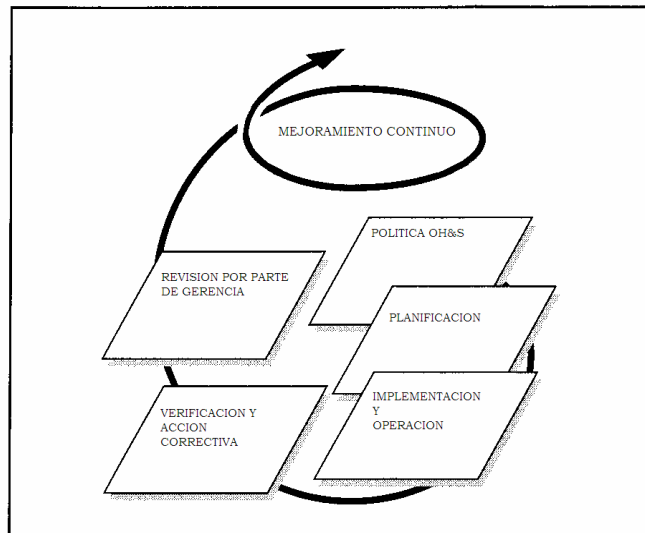 MEJORAMIENTO CONTINUO
POLITICA OH&S
REVISION POR PARTE
DE GERENCIA
PLANIFICACION
IMPLEMENTACION
Y
OPERACION
VERIFICACION Y
ACCION
CORRECTIVA